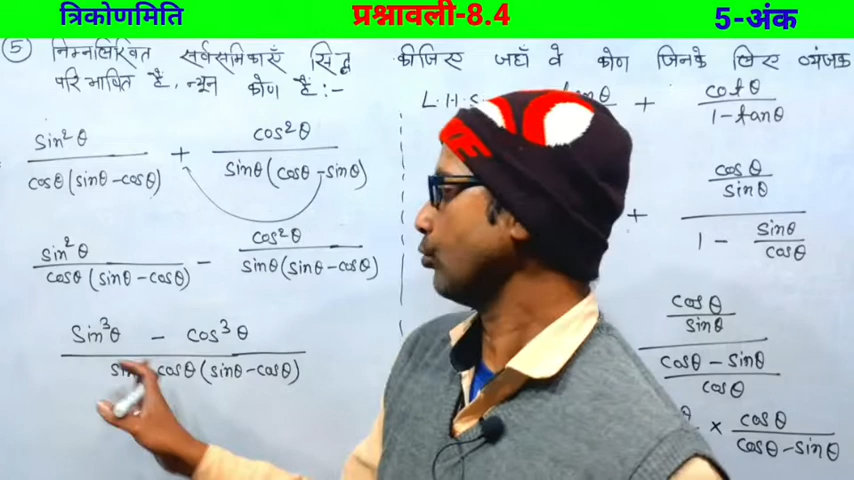 त्रिकोणमिति
प्रश्नावली-8.4
5-अंक
⑤ निम्नलिखित सर्वसमिकाएँ सिद्ध कीजिए जहाँ वे कोण जिनके लिए व्यंजक
परिभाषित है, न्यून कोण है:-
sin²θ / cosθ(sinθ-cosθ) + cos²θ / sinθ(cosθ-sinθ)
sin²θ / cosθ(sinθ-cosθ) - cos²θ / sinθ(sinθ-cosθ)
sin³θ - cos³θ / cosθ(sinθ-cosθ)
L.H.S + cotθ / 1-tanθ
+ cosθ/sinθ / 1 - sinθ/cosθ
cosθ/sinθ / cosθ-sinθ/cosθ
× cosθ / cosθ-sinθ